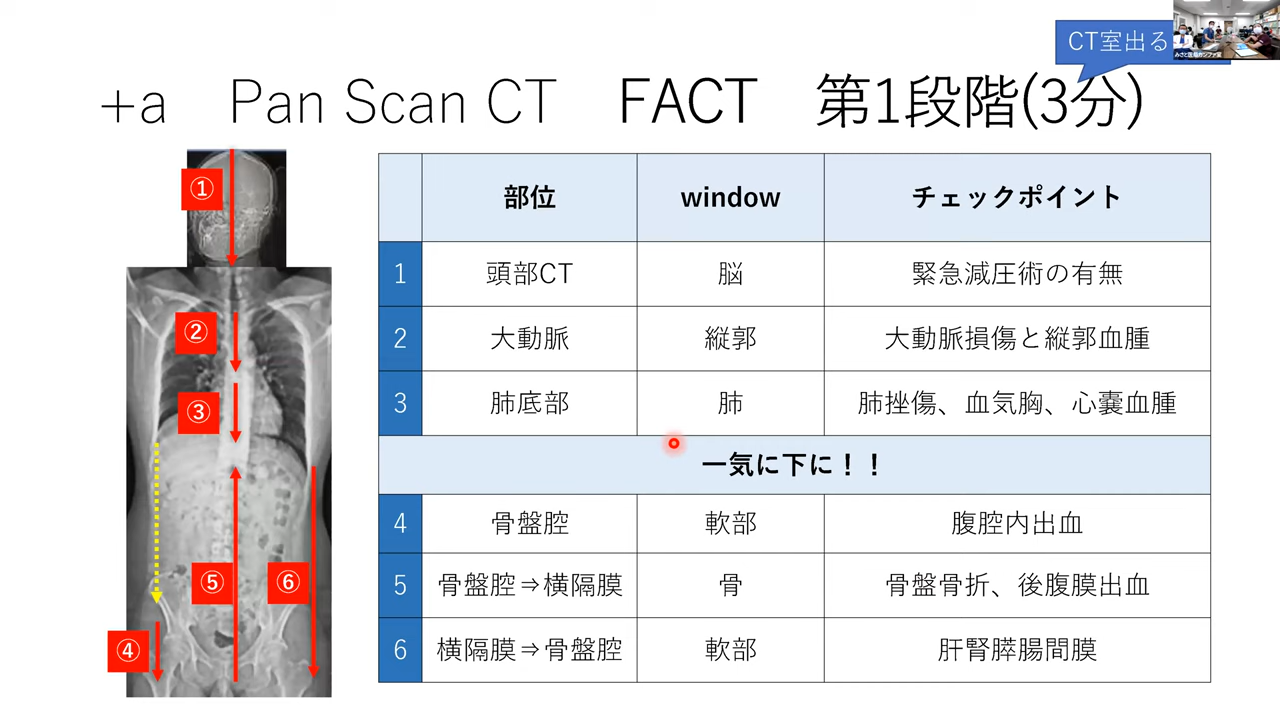 CT室出る
+a Pan Scan CT FACT 第1段階(3分)
部位 window チェックポイント
1 頭部CT 脳 緊急減圧術の有無
2 大動脈 縦郭 大動脈損傷と縦郭血腫
3 肺底部 肺 肺挫傷、血気胸、心嚢血腫
一気に下に！！
4 骨盤腔 軟部 腹腔内出血
5 骨盤腔⇒横隔膜 骨 骨盤骨折、後腹膜出血
6 横隔膜⇒骨盤腔 軟部 肝腎膵腸間膜
①
②
③
⑤ ⑥
④